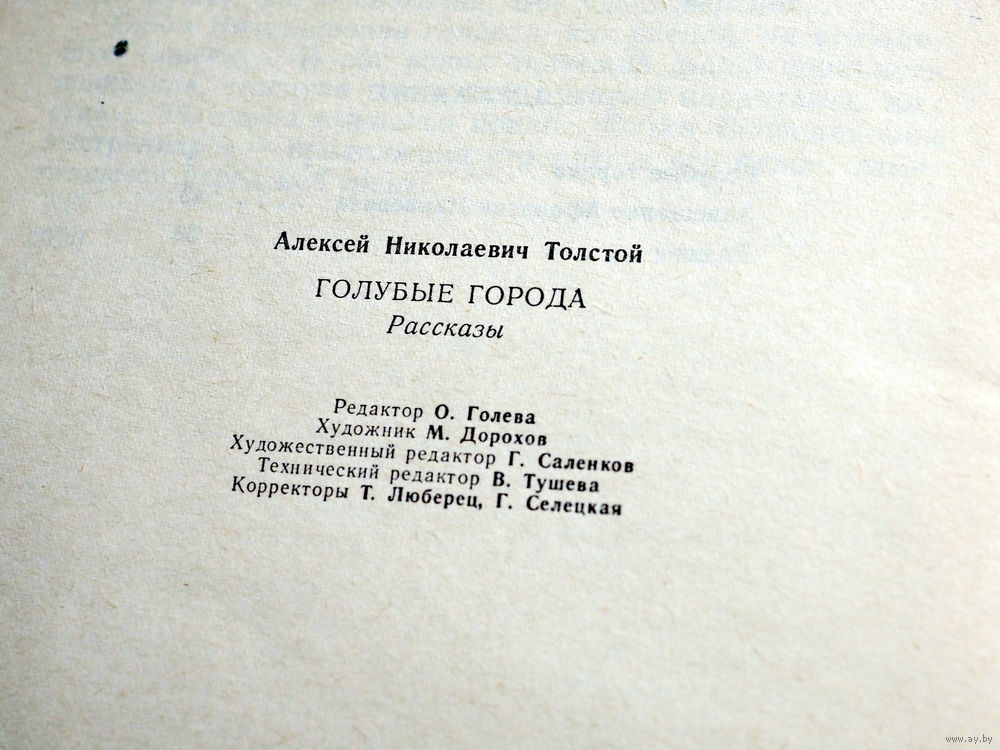 Алексей Николаевич Толстой
ГОЛУБЫЕ ГОРОДА
Рассказы
Редактор О. Голева
Художник М. Дорохов
Художественный редактор Г. Саленков
Технический редактор В. Тушева
Корректоры Т. Люберец, Г. Селецкая
www.ay.by